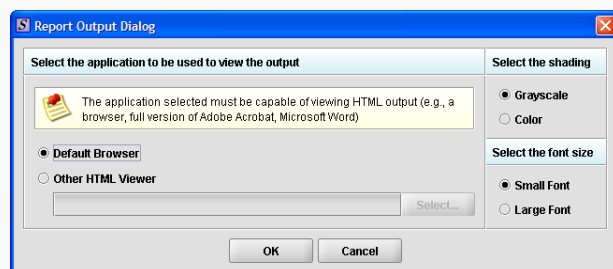 Report Output Dialog
Select the application to be used to view the output
The application selected must be capable of viewing HTML output (e.g., a
browser, full version of Adobe Acrobat, Microsoft Word)
Default Browser
Other HTML Viewer
Select...
Select the shading
Grayscale
Color
Select the font size
Small Font
Large Font
OK
Cancel